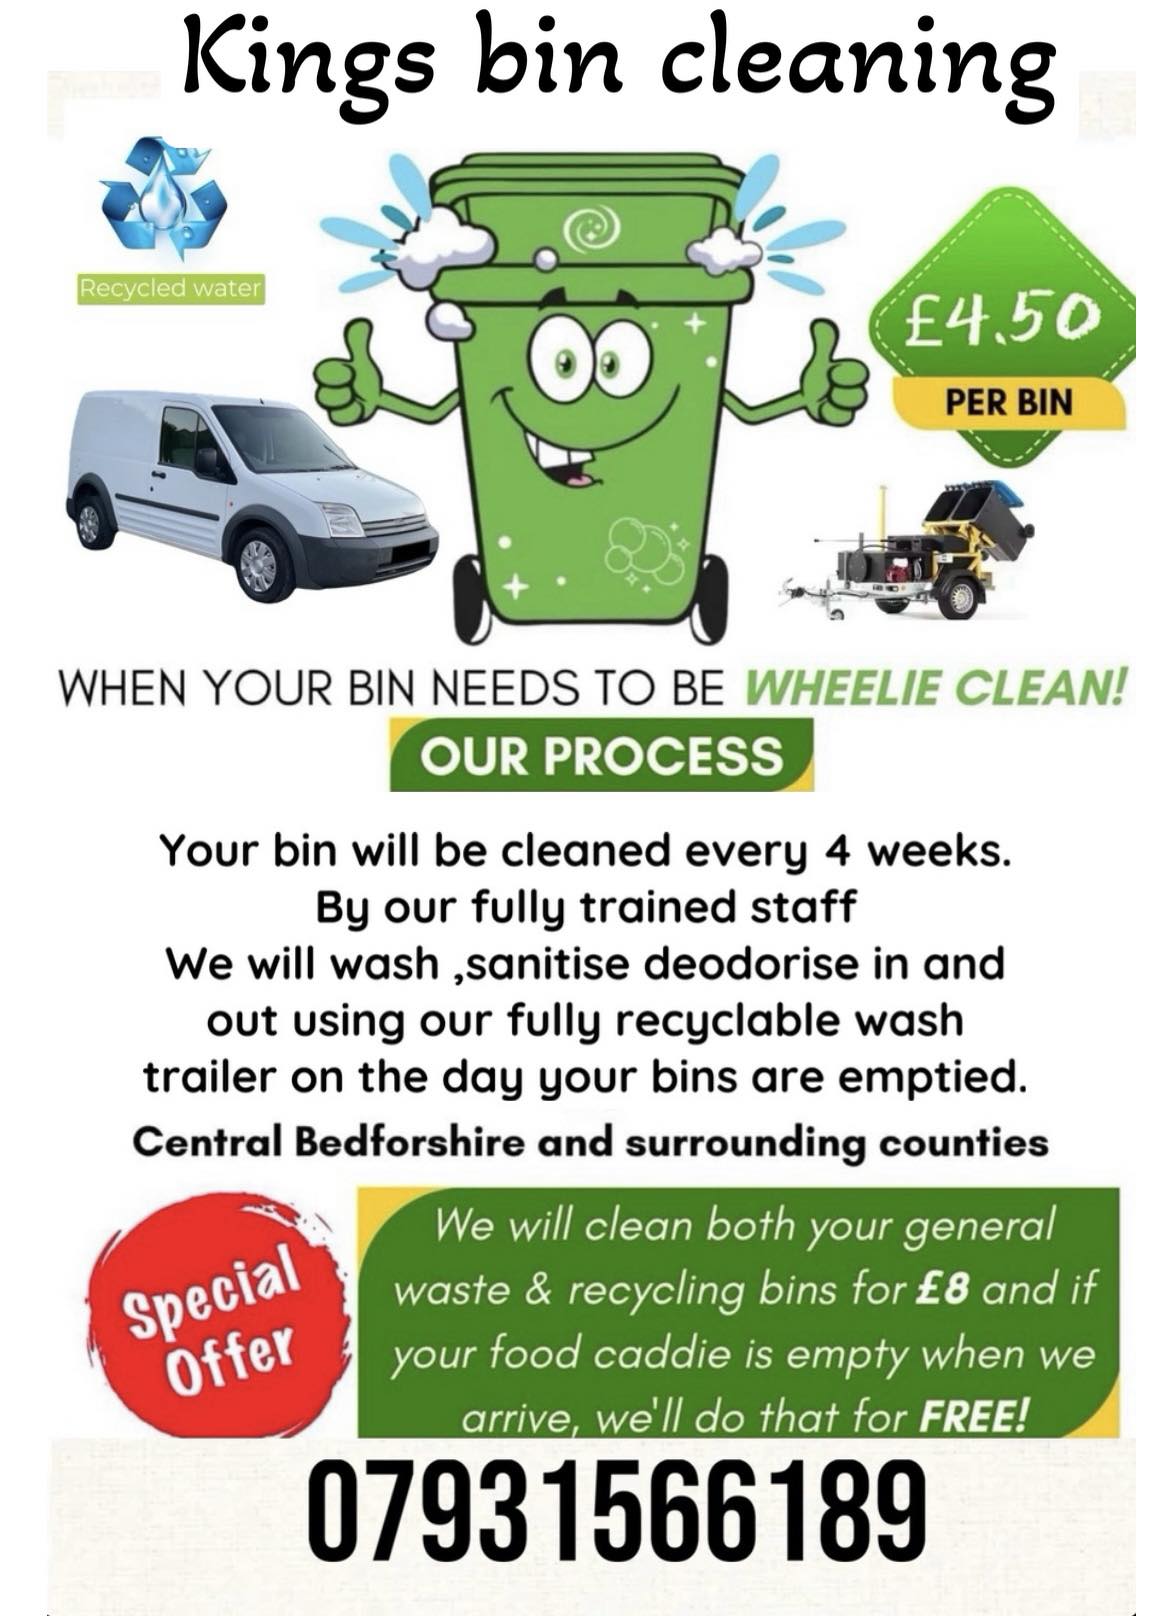 Kings bin cleaning
Recycled water
£4.50
PER BIN
WHEN YOUR BIN NEEDS TO BE WHEELIE CLEAN!
OUR PROCESS
Your bin will be cleaned every 4 weeks.
By our fully trained staff
We will wash ,sanitise deodorise in and
out using our fully recyclable wash
trailer on the day your bins are emptied.
Central Bedforshire and surrounding counties
Special
Offer
We will clean both your general
waste & recycling bins for £8 and if
your food caddie is empty when we
arrive, we'll do that for FREE!
07931566189